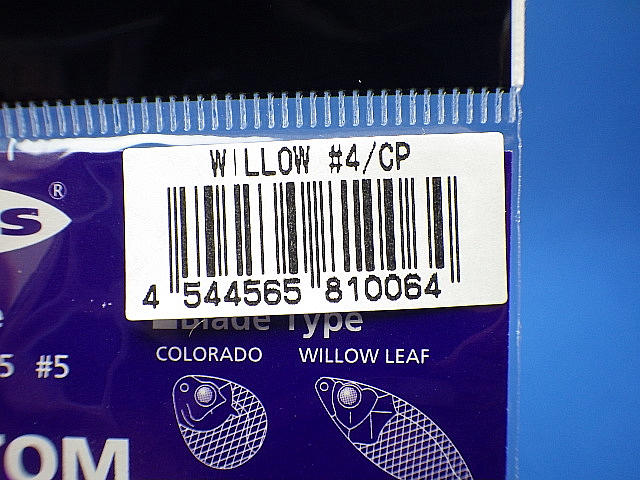 WILLOW #4/CP
4 544565 810064
s®
Blade Type
5 #5
COLORADO WILLOW LEAF
TOM